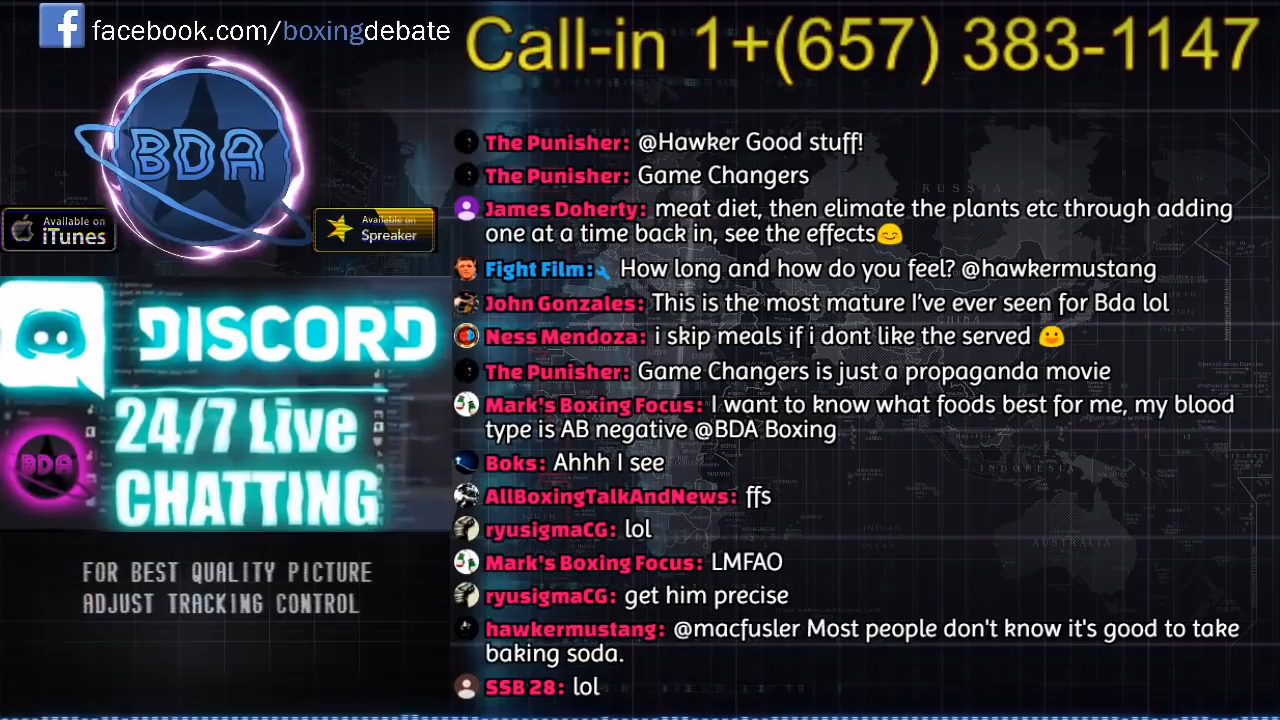 facebook.com/boxingdebate
Call-in 1+(657) 383-1147
BDA
Available on
iTunes
Available on
Spreaker
DISCORD
24/7 Live
CHATTING
BDA
FOR BEST QUALITY PICTURE
ADJUST TRACKING CONTROL
The Punisher: @Hawker Good stuff!
The Punisher: Game Changers
James Doherty: meat diet, then elimate the plants etc through adding
one at a time back in, see the effects😊
Fight Film: How long and how do you feel? @hawkermustang
John Gonzales: This is the most mature I've ever seen for Bda lol
Ness Mendoza: i skip meals if i dont like the served 😛
The Punisher: Game Changers is just a propaganda movie
Mark's Boxing Focus: I want to know what foods best for me, my blood
type is AB negative @BDA Boxing
Boks: Ahhh I see
AllBoxingTalkAndNews: ffs
ryusigmaCG: lol
Mark's Boxing Focus: LMFAO
ryusigmaCG: get him precise
hawkermustang: @macfusler Most people don't know it's good to take
baking soda.
SSB 28: lol
RUSSIA
CHINA
INDONESIA
AUSTRALIA